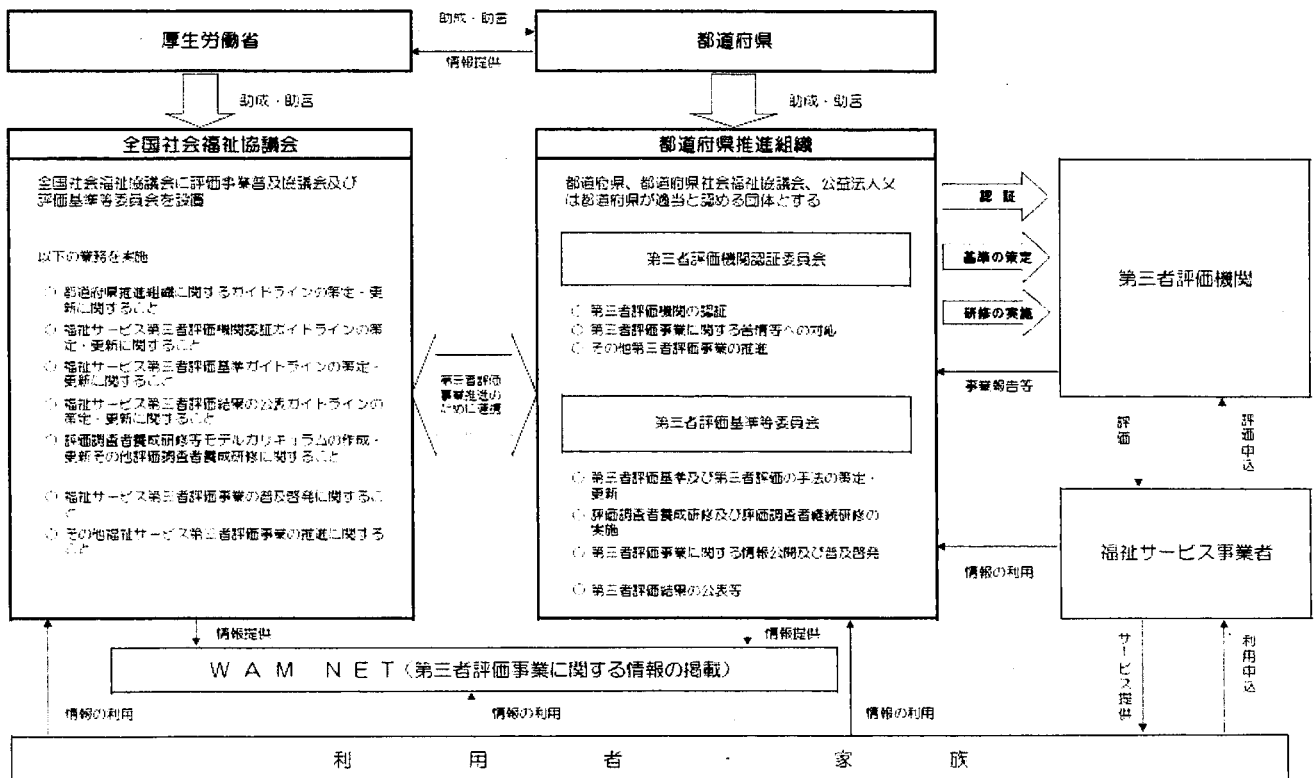 助成・助言
厚生労働省
都道府県
情報提供
助成・助言
助成・助言
全国社会福祉協議会
全国社会福祉協議会に評価事業普及協議会及び
評価基準等委員会を設置
以下の業務を実施
○ 都道府県推進組織に関するガイドラインの策定・更
新に関すること
○ 福祉サービス第三者評価機関認証ガイドラインの策
定・更新に関すること
○ 福祉サービス第三者評価基準ガイドラインの策定・
更新に関すること
○ 福祉サービス第三者評価結果の公表ガイドラインの
策定・更新に関すること
○ 評価調査者養成研修等モデルカリキュラムの作成・
更新その他評価調査者養成研修に関すること
○ 福祉サービス第三者評価事業の普及啓発に関するこ
と
○ その他福祉サービス第三者評価事業の推進に関する
こと
第三者評価
事業推進の
ために連携
都道府県推進組織
都道府県、都道府県社会福祉協議会、公益法人又
は都道府県が適当と認める団体とする
第三者評価機関認証委員会
○ 第三者評価機関の認証
○ 第三者評価事業に関する苦情等への対応
○ その他第三者評価事業の推進
第三者評価基準等委員会
○ 第三者評価基準及び第三者評価の手法の策定・
更新
○ 評価調査者養成研修及び評価調査者継続研修の
実施
○ 第三者評価事業に関する情報公開及び普及啓発
○ 第三者評価結果の公表等
認証
基準の策定
研修の実施
事業報告等
第三者評価機関
評価
評価申込
福祉サービス事業者
情報の利用
サービス提供
利用申込
情報提供
情報提供
WAM NET(第三者評価事業に関する情報の掲載)
情報の利用
情報の利用
情報の利用
利用者・家族